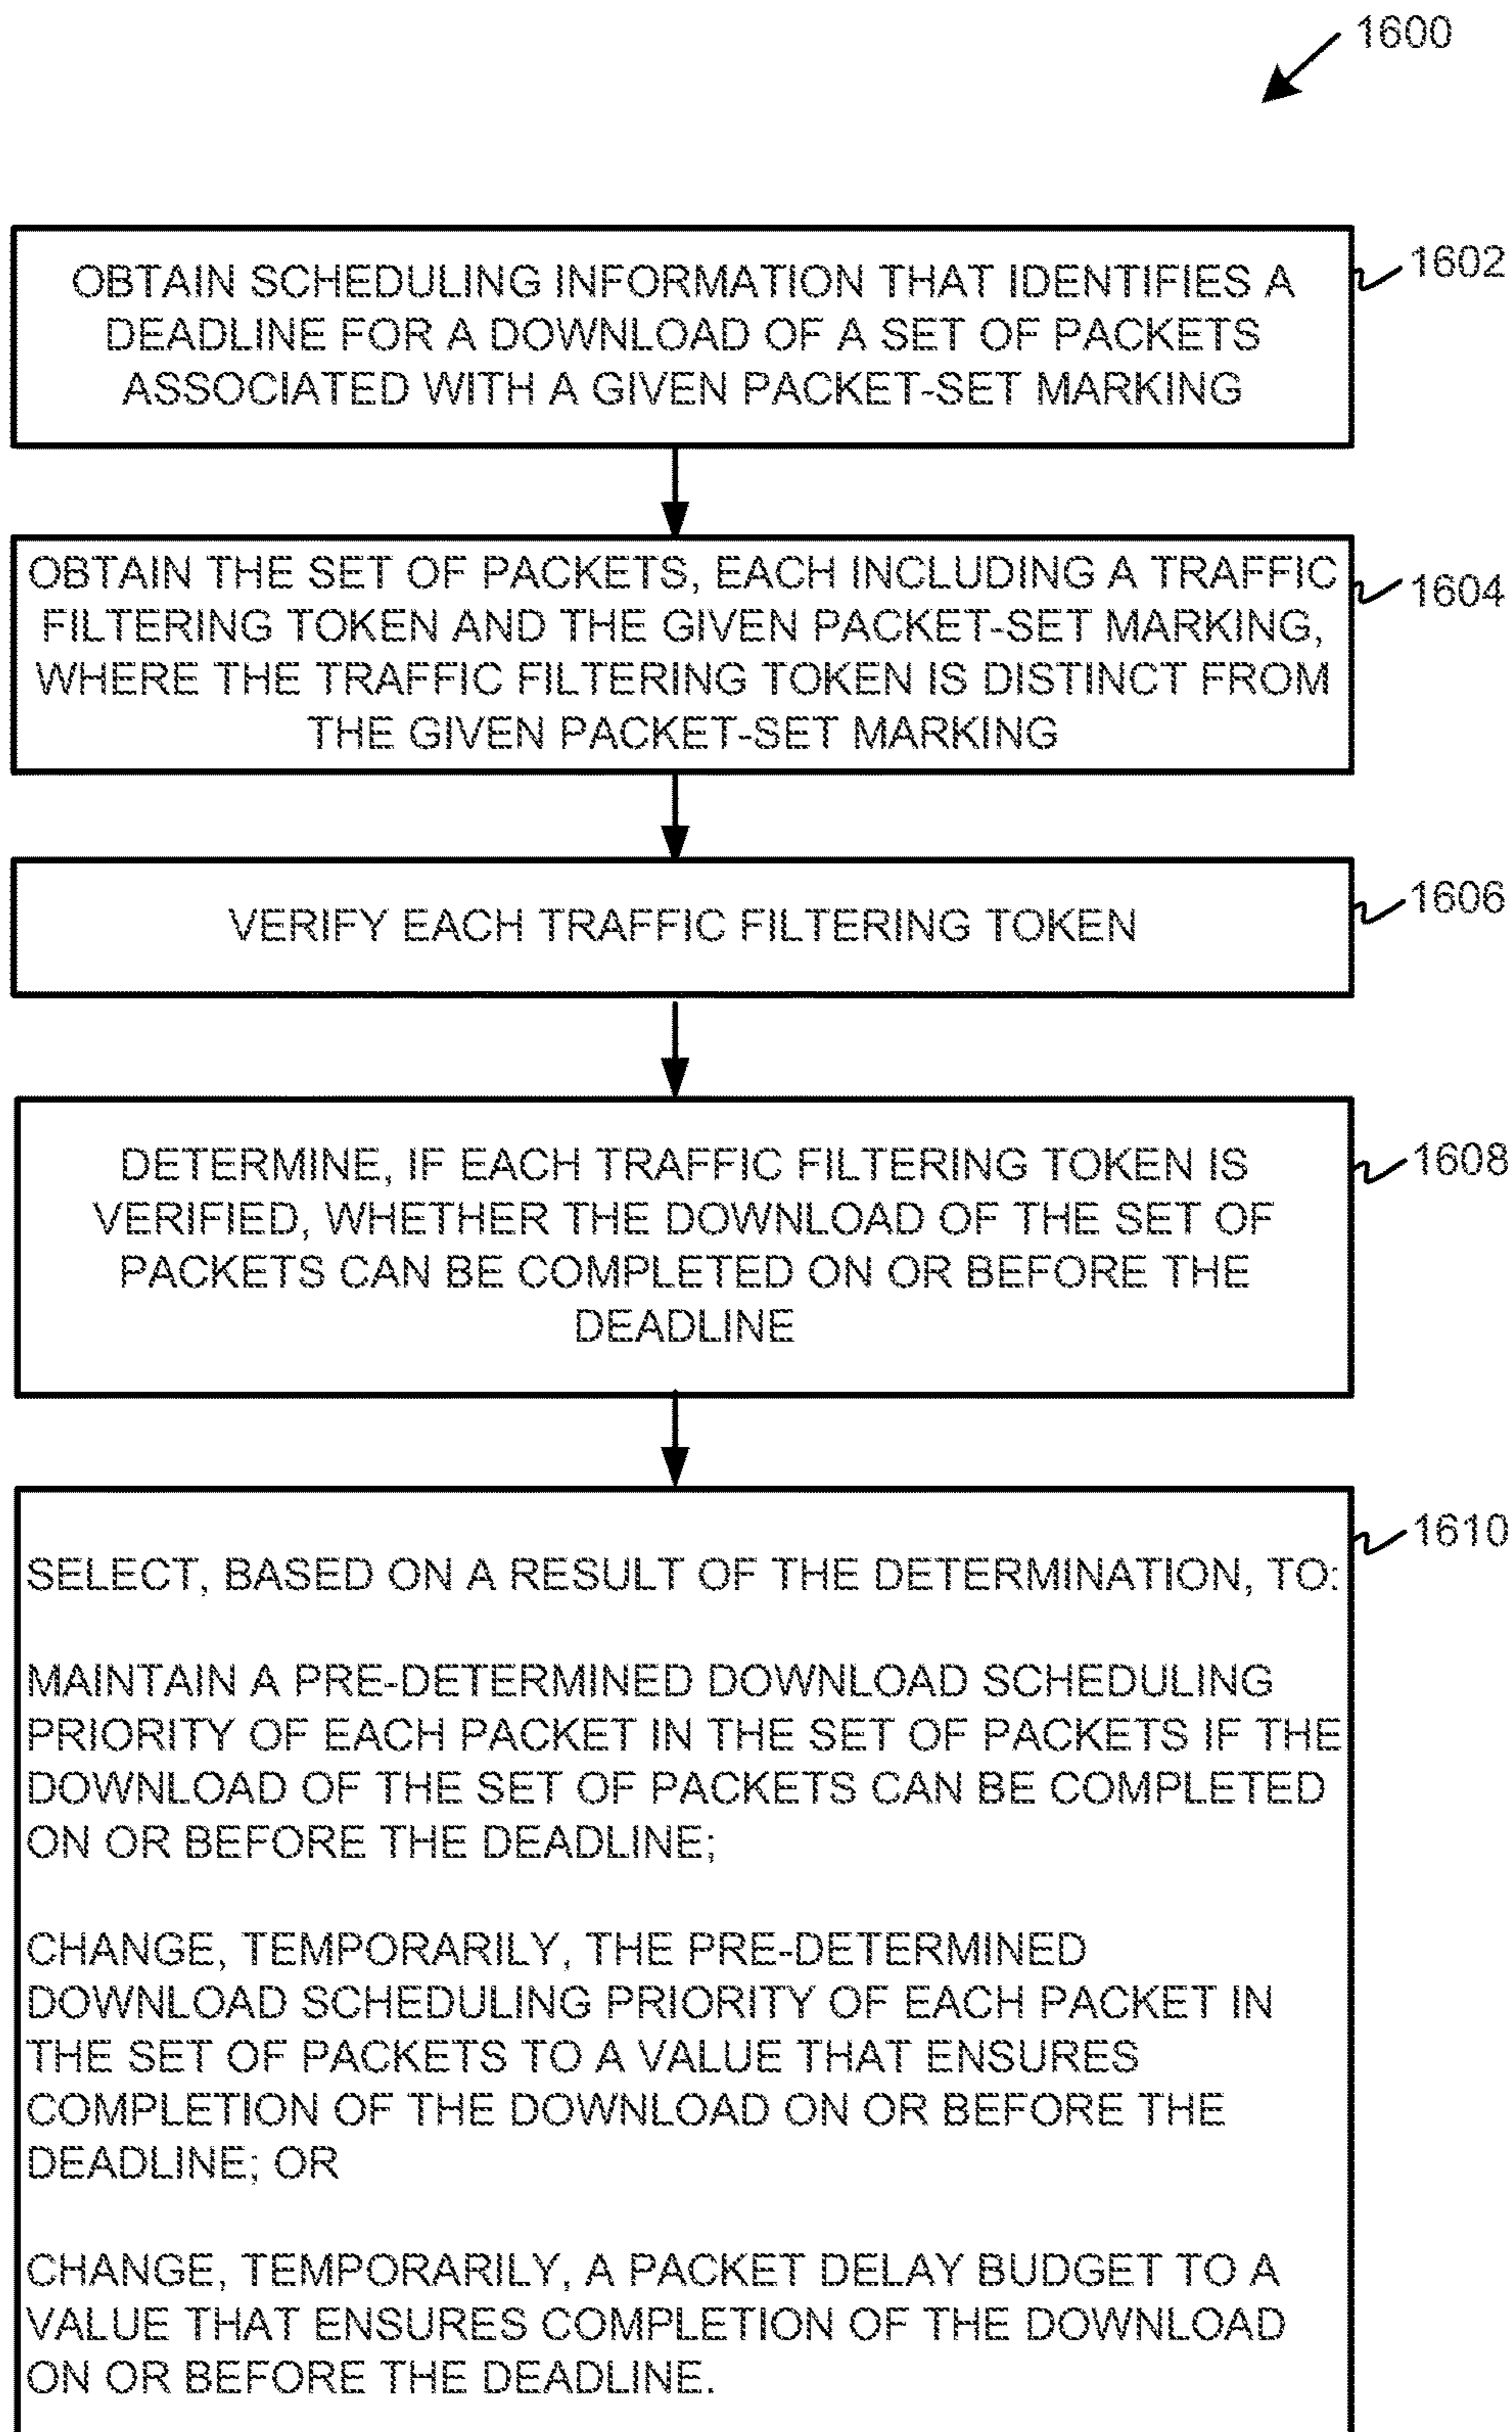 1600
OBTAIN SCHEDULING INFORMATION THAT IDENTIFIES A
DEADLINE FOR A DOWNLOAD OF A SET OF PACKETS
ASSOCIATED WITH A GIVEN PACKET-SET MARKING
1602
OBTAIN THE SET OF PACKETS, EACH INCLUDING A TRAFFIC
FILTERING TOKEN AND THE GIVEN PACKET-SET MARKING,
WHERE THE TRAFFIC FILTERING TOKEN IS DISTINCT FROM
THE GIVEN PACKET-SET MARKING
1604
VERIFY EACH TRAFFIC FILTERING TOKEN
1606
DETERMINE, IF EACH TRAFFIC FILTERING TOKEN IS
VERIFIED, WHETHER THE DOWNLOAD OF THE SET OF
PACKETS CAN BE COMPLETED ON OR BEFORE THE
DEADLINE
1608
SELECT, BASED ON A RESULT OF THE DETERMINATION, TO:
1610
MAINTAIN A PRE-DETERMINED DOWNLOAD SCHEDULING
PRIORITY OF EACH PACKET IN THE SET OF PACKETS IF THE
DOWNLOAD OF THE SET OF PACKETS CAN BE COMPLETED
ON OR BEFORE THE DEADLINE;
CHANGE, TEMPORARILY, THE PRE-DETERMINED
DOWNLOAD SCHEDULING PRIORITY OF EACH PACKET IN
THE SET OF PACKETS TO A VALUE THAT ENSURES
COMPLETION OF THE DOWNLOAD ON OR BEFORE THE
DEADLINE; OR
CHANGE, TEMPORARILY, A PACKET DELAY BUDGET TO A
VALUE THAT ENSURES COMPLETION OF THE DOWNLOAD
ON OR BEFORE THE DEADLINE.